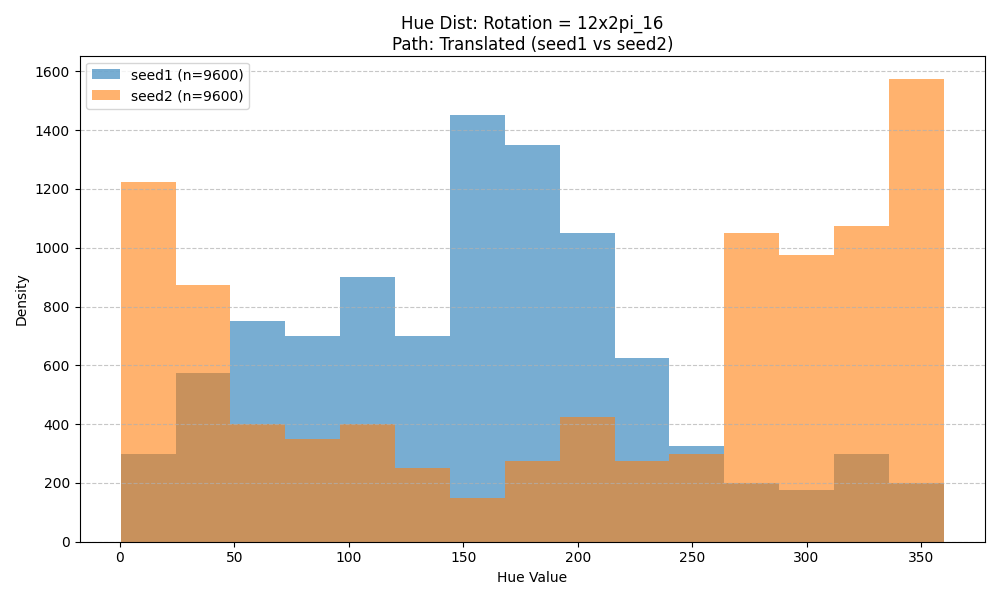 Hue Dist: Rotation = 12x2pi_16
Path: Translated (seed1 vs seed2)
seed1 (n=9600)
seed2 (n=9600)
Density
1600
1400
1200
1000
800
600
400
200
0
0 50 100 150 200 250 300 350
Hue Value